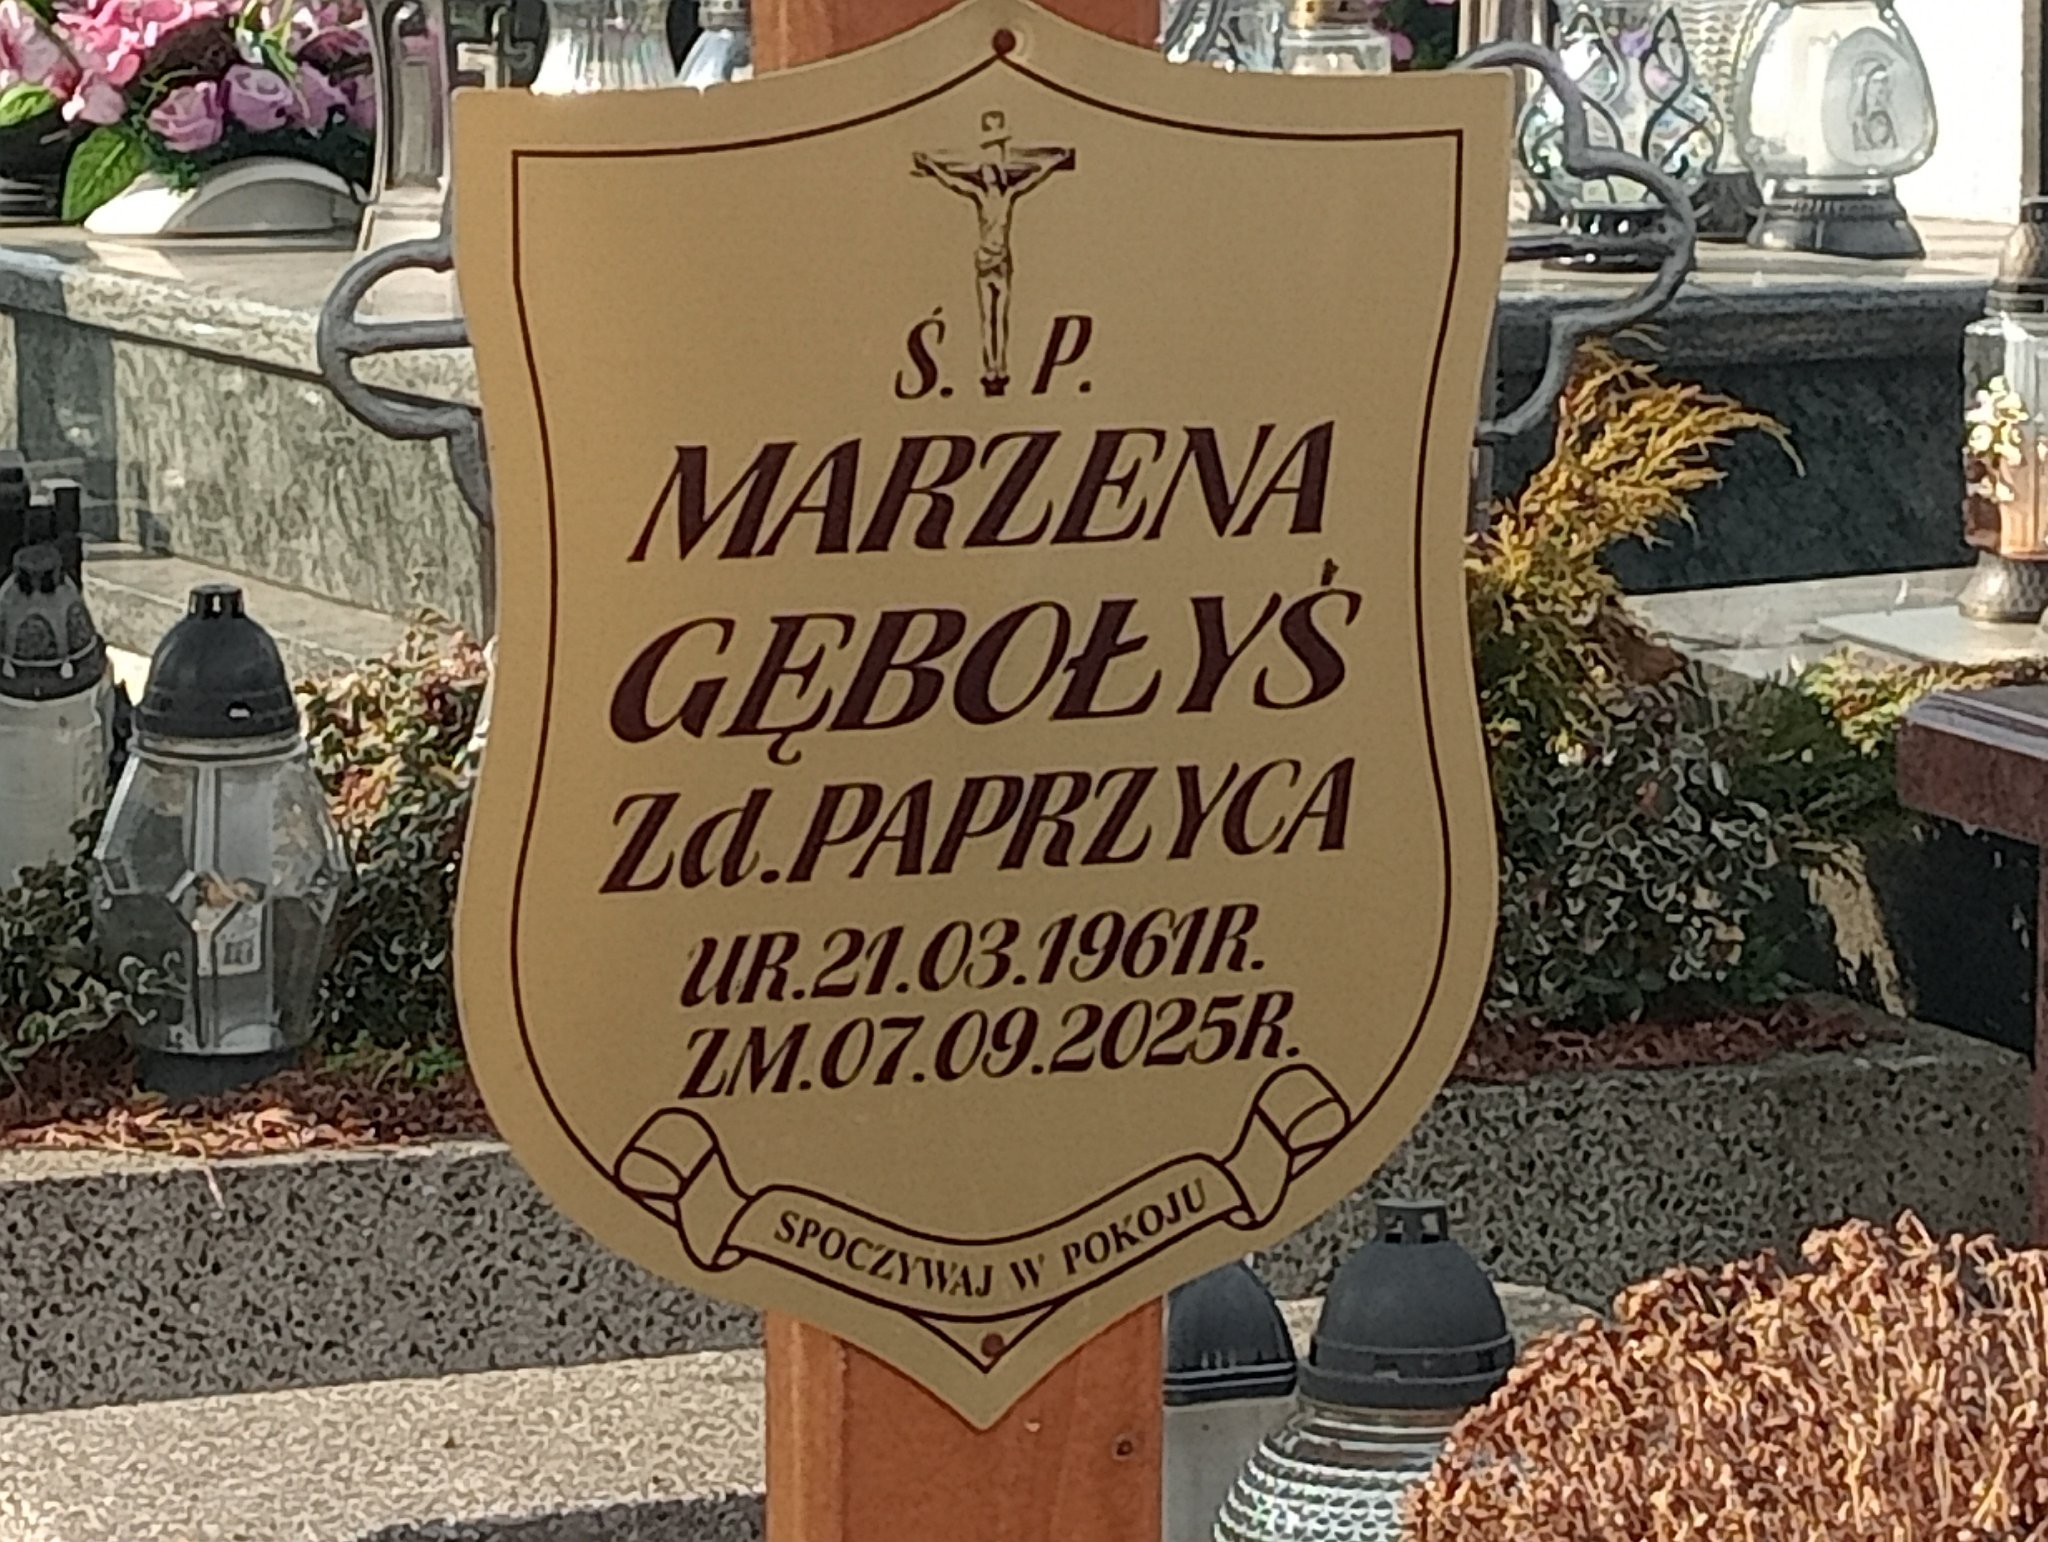 Ś. P.
MARZENA
GĘBOŁYŚ
Zd.PAPRZYCA
UR.21.03.1961R.
ZM.07.09.2025R.
SPOCZYWAJ W POKOJU